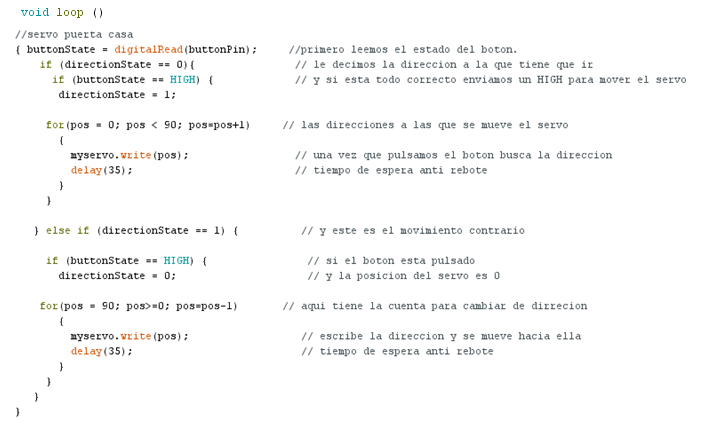 void loop ()
//servo puerta casa
{ buttonState = digitalRead(buttonPin);     //primero leemos el estado del boton.
    if (directionState == 0){                // le decimos la direccion a la que tiene que ir
      if (buttonState == HIGH) {             // y si esta todo correcto enviamos un HIGH para mover el servo
       directionState = 1;
     for(pos = 0; pos < 90; pos=pos+1)     // las direcciones a las que se mueve el servo
       {
         myservo.write(pos);                 // una vez que pulsamos el boton busca la direccion
         delay(35);                          // tiempo de espera anti rebote
       }
     }
   } else if (directionState == 1) {          // y este es el movimiento contrario
     if (buttonState == HIGH) {                // si el boton esta pulsado
       directionState = 0;                     // y la posicion del servo es 0
    for(pos = 90; pos>=0; pos=pos-1)       // aqui tiene la cuenta para cambiar de dirrecion
       {
         myservo.write(pos);                  // escribe la direccion y se mueve hacia ella
         delay(35);                           // tiempo de espera anti rebote
       }
     }
   }
}